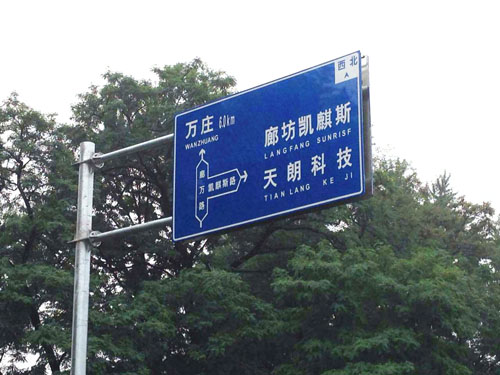 西北
万庄 6.0km
WANZHUANG
廊坊凯麒斯
LANGFANG SUNRISF
天朗科技
TIAN LANG KE JI
廊万路
凯麒斯路